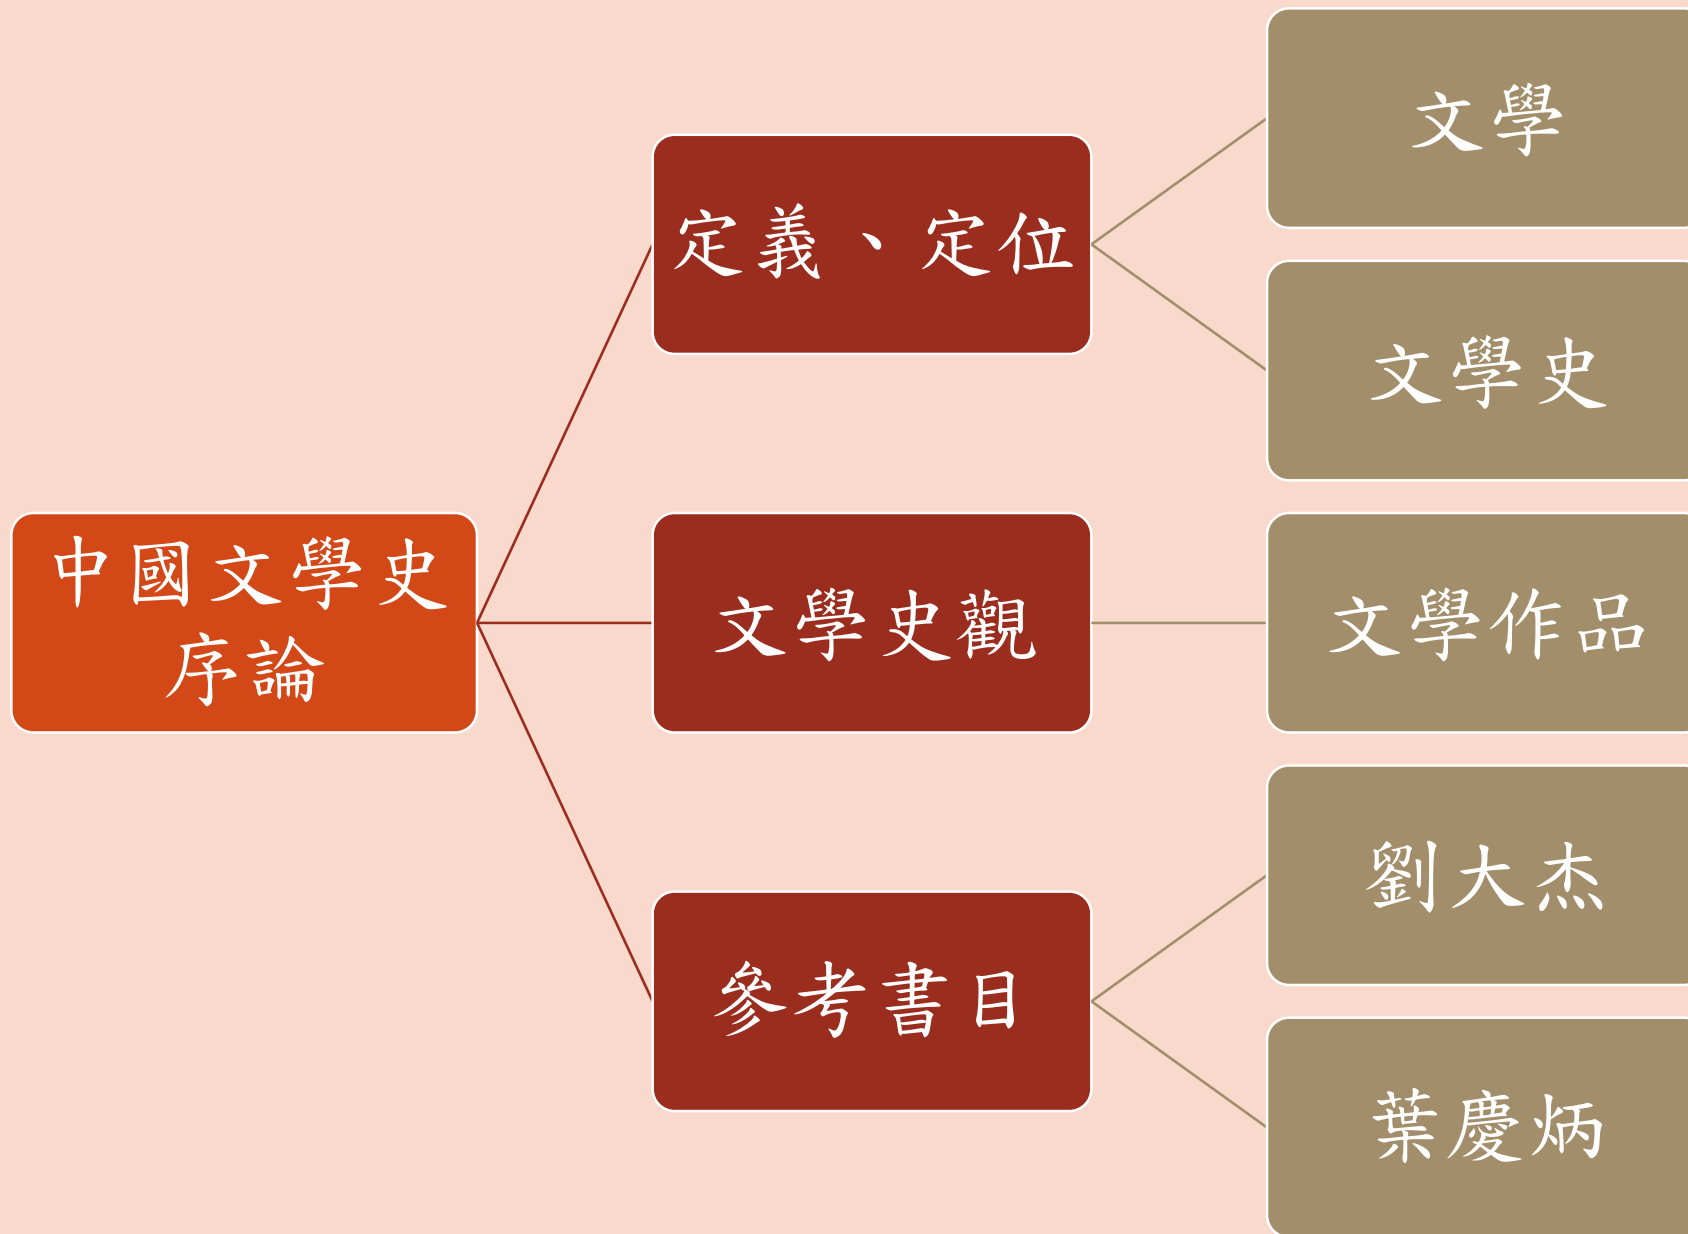 中國文學史
序論
定義、定位
文學
文學史
文學史觀
文學作品
參考書目
劉大杰
葉慶炳